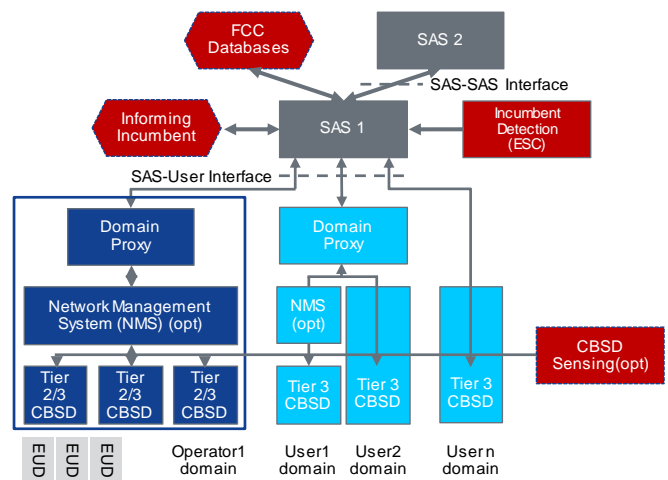 FCC
Databases
SAS 2
SAS-SAS Interface
Informing
Incumbent
SAS 1
Incumbent
Detection
(ESC)
SAS-User Interface
Domain
Proxy
Domain
Proxy
Network Management
System (NMS) (opt)
NMS
(opt)
CBSD
Sensing(opt)
Tier
2/3
CBSD
Tier
2/3
CBSD
Tier
2/3
CBSD
Tier 3
CBSD
Tier 3
CBSD
Tier 3
CBSD
EUD
EUD
EUD
Operator1
domain
User1
domain
User2
domain
User n
domain